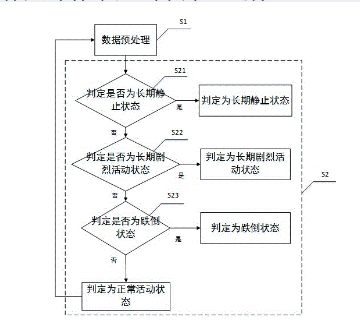 S1
数据预处理
S21
判定是否为长期静
止状态
是
判定为长期静止状态
否
S22
判定是否为长期剧
烈活动状态
是
判定为长期剧烈活
动状态
S2
否
S23
判定是否为跌倒
状态
是
判定为跌倒状态
否
判定为正常活动状
态